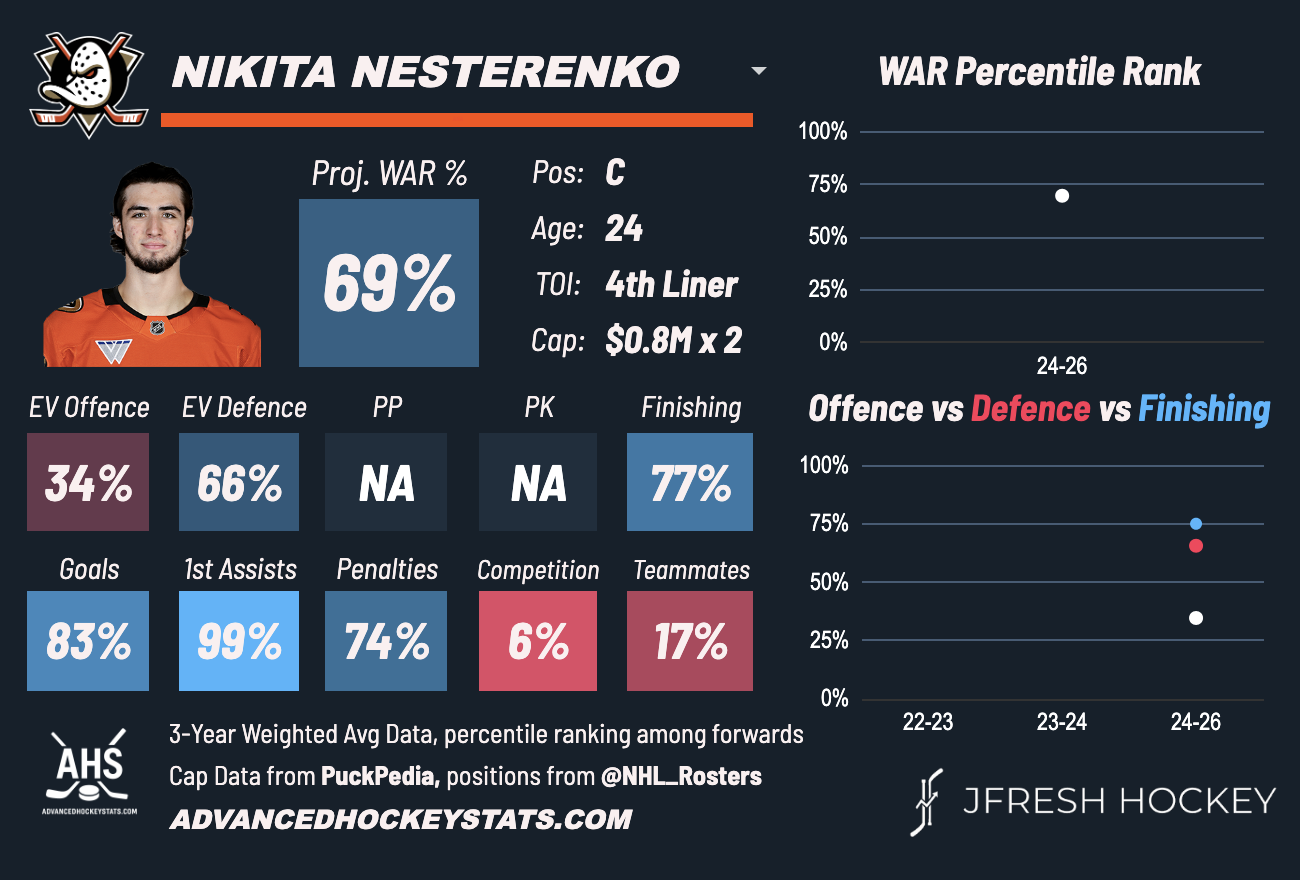 NIKITA NESTERENKO
WAR Percentile Rank
Proj. WAR %
69%
Pos: C
Age: 24
TOI: 4th Liner
Cap: $0.8M x 2
100%
75%
50%
25%
0%
24-26
EV Offence EV Defence PP PK Finishing
34% 66% NA NA 77%
Goals 1st Assists Penalties Competition Teammates
83% 99% 74% 6% 17%
Offence vs Defence vs Finishing
100%
75%
50%
25%
0%
22-23 23-24 24-26
AHS
ADVANCEDHOCKEYSTATS.COM
3-Year Weighted Avg Data, percentile ranking among forwards
Cap Data from PuckPedia, positions from @NHL_Rosters
ADVANCEDHOCKEYSTATS.COM
JFRESH HOCKEY